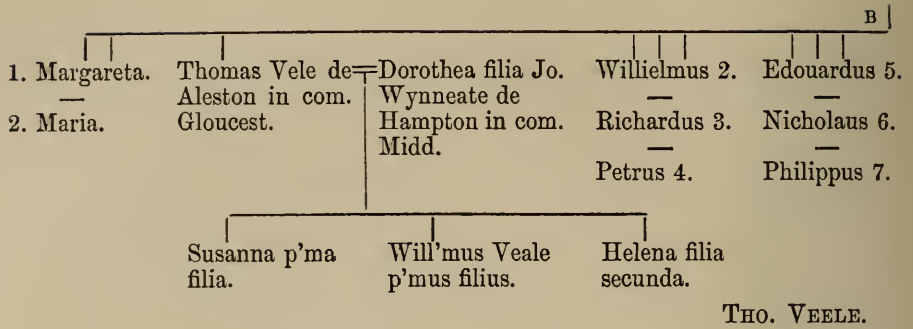 B
1. Margareta.
2. Maria.
Thomas Vele de
Aleston in com.
Gloucest.
Dorothea filia Jo.
Wynneate de
Hampton in com.
Midd.
Willielmus 2.
Richardus 3.
Petrus 4.
Edouardus 5.
Nicholaus 6.
Philippus 7.
Susanna p'ma
filia.
Will'mus Veale
p'mus filius.
Helena filia
secunda.
THO. VEELE.